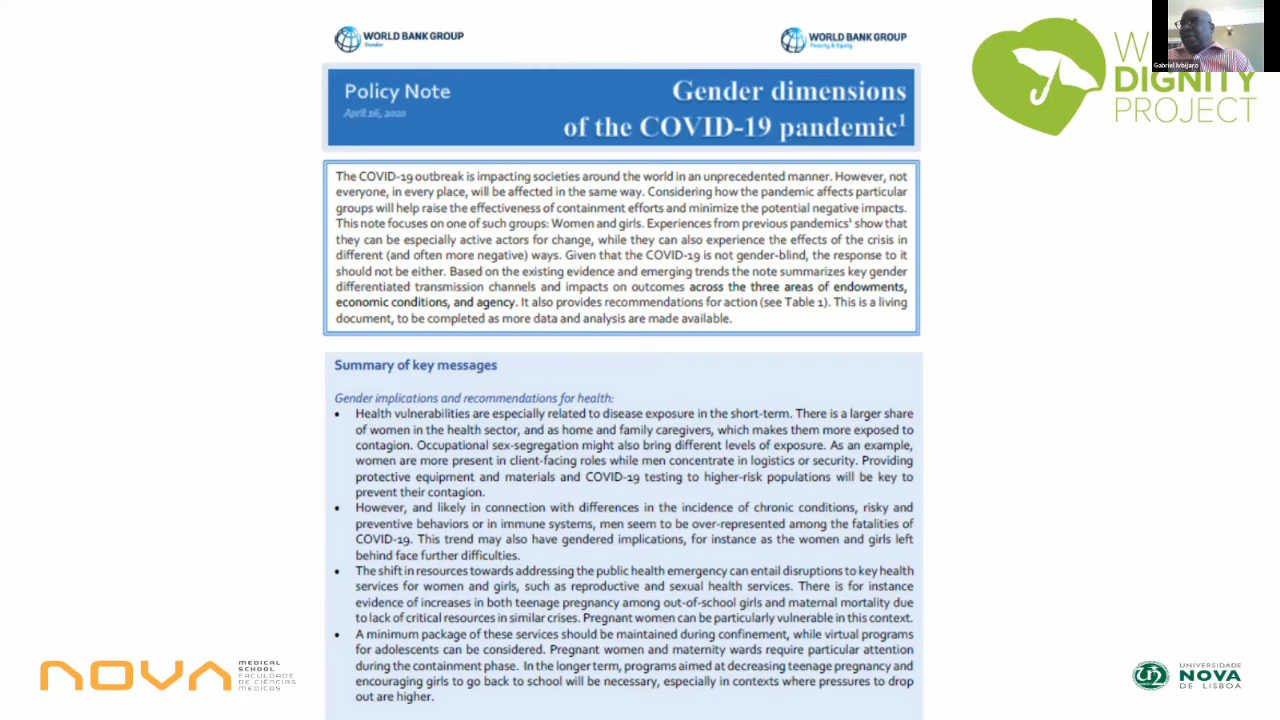 WORLD BANK GROUP
Gender
WORLD BANK GROUP
Poverty & Equity
Policy Note
April 16, 2020
Gender dimensions
of the COVID-19 pandemic¹
The COVID-19 outbreak is impacting societies around the world in an unprecedented manner. However, not
everyone, in every place, will be affected in the same way. Considering how the pandemic affects particular
groups will help raise the effectiveness of containment efforts and minimize the potential negative impacts.
This note focuses on one of such groups: Women and girls. Experiences from previous pandemics¹ show that
they can be especially active actors for change, while they can also experience the effects of the crisis in
different (and often more negative) ways. Given that the COVID-19 is not gender-blind, the response to it
should not be either. Based on the existing evidence and emerging trends the note summarizes key gender
differentiated transmission channels and impacts on outcomes across the three areas of endowments,
economic conditions, and agency. It also provides recommendations for action (see Table 1). This is a living
document, to be completed as more data and analysis are made available.
Summary of key messages
Gender implications and recommendations for health:
• Health vulnerabilities are especially related to disease exposure in the short-term. There is a larger share
of women in the health sector, and as home and family caregivers, which makes them more exposed to
contagion. Occupational sex-segregation might also bring different levels of exposure. As an example,
women are more present in client-facing roles while men concentrate in logistics or security. Providing
protective equipment and materials and COVID-19 testing to higher-risk populations will be key to
prevent their contagion.
• However, and likely in connection with differences in the incidence of chronic conditions, risky and
preventive behaviors or in immune systems, men seem to be over-represented among the fatalities of
COVID-19. This trend may also have gendered implications, for instance as the women and girls left
behind face further difficulties.
• The shift in resources towards addressing the public health emergency can entail disruptions to key health
services for women and girls, such as reproductive and sexual health services. There is for instance
evidence of increases in both teenage pregnancy among out-of-school girls and maternal mortality due
to lack of critical resources in similar crises. Pregnant women can be particularly vulnerable in this context.
• A minimum package of these services should be maintained during confinement, while virtual programs
for adolescents can be considered. Pregnant women and maternity wards require particular attention
during the containment phase. In the longer term, programs aimed at decreasing teenage pregnancy and
encouraging girls to go back to school will be necessary, especially in contexts where pressures to drop
out are higher.
W
DIGNITY
PROJECT
Gabriel Ivbijaro
NOVA
MEDICAL
SCHOOL
FACULDADE
DE CIÊNCIAS
MÉDICAS
UNIVERSIDADE
NOVA
DE LISBOA